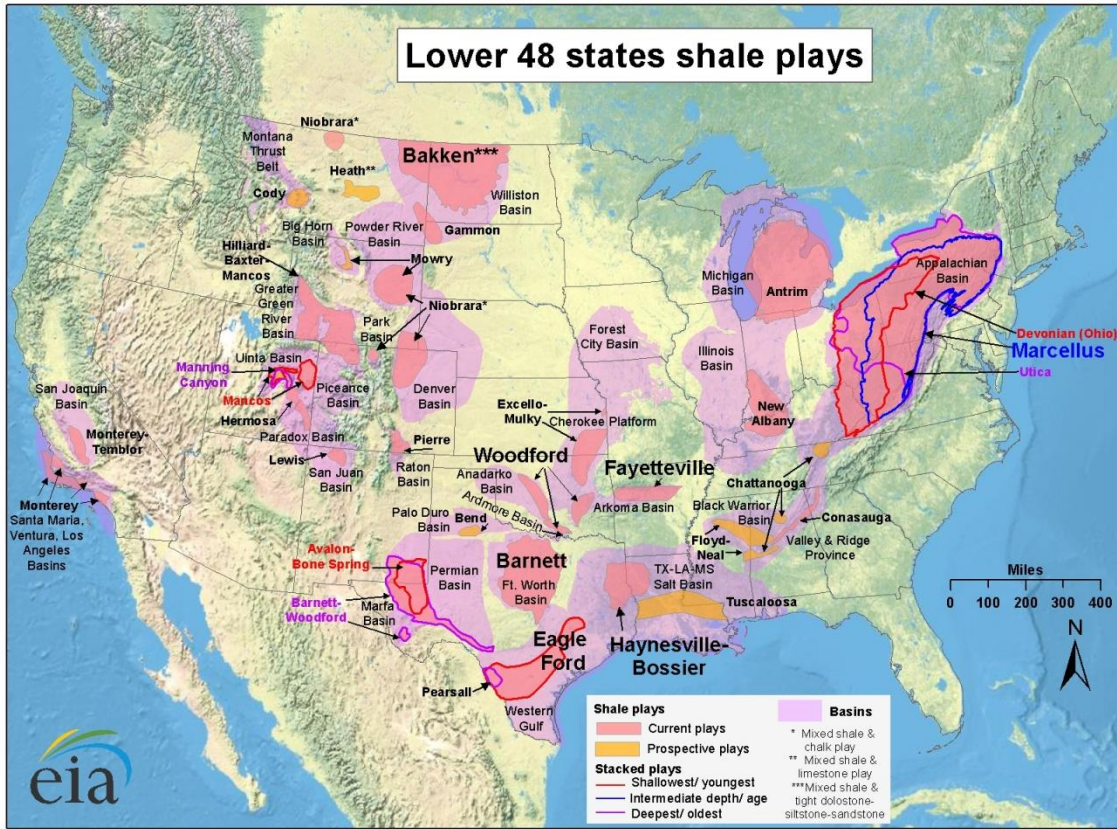 Lower 48 states shale plays
Niobrara*
Montana
Thrust
Belt
Bakken***
Heath**
Cody
Williston
Basin
Big Horn
Basin
Powder River
Basin
Gammon
Hilliard-
Baxter-
Mancos
Mowry
Greater
Green
River
Basin
Niobrara*
Park
Basin
Michigan
Basin
Antrim
Appalachian
Basin
Devonian (Ohio)
Marcellus
Utica
Forest
City Basin
Illinois
Basin
Uinta Basin
Manning
Canyon
Mancos
Piceance
Basin
Denver
Basin
San Joaquin
Basin
Hermosa
Paradox Basin
Excello-
Mulky
Cherokee Platform
New
Albany
Monterey-
Temblor
Lewis
San Juan
Basin
Pierre
Raton
Basin
Woodford
Anadarko
Basin
Fayetteville
Arkoma Basin
Chattanooga
Monterey
Santa Maria,
Ventura, Los
Angeles
Basins
Palo Duro
Basin
Bend
Ardmore Basin
Black Warrior
Basin
Conasauga
Floyd-
Neal
Valley & Ridge
Province
Avalon-
Bone Spring
Permian
Basin
Barnett
Ft. Worth
Basin
TX-LA-MS
Salt Basin
Tuscaloosa
Barnett-
Woodford
Marfa
Basin
Eagle
Ford
Haynesville-
Bossier
Pearsall
Western
Gulf
Miles
0 100 200 300 400
N
Shale plays
Current plays
Prospective plays
Stacked plays
Shallowest/ youngest
Intermediate depth/ age
Deepest/ oldest
Basins
* Mixed shale &
chalk play
** Mixed shale &
limestone play
***Mixed shale &
tight dolostone-
siltstone-sandstone
eia